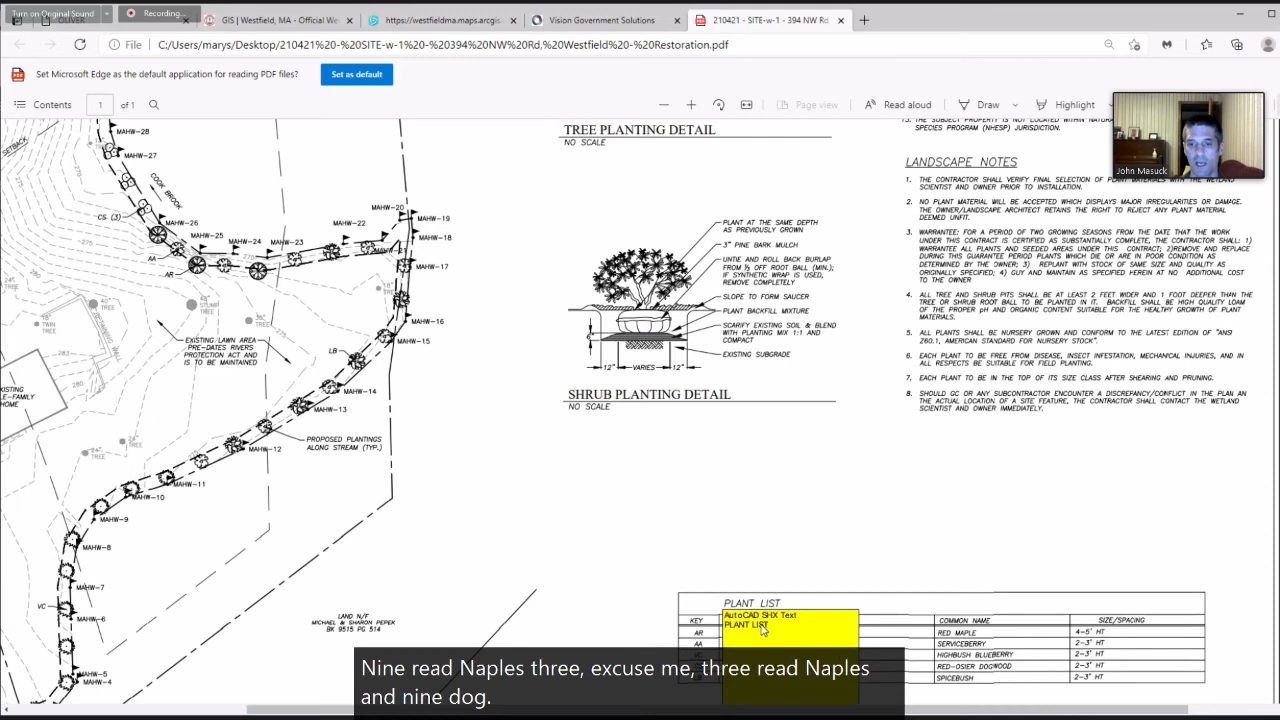 Turn on Original Sound
Recording...
GIS | Westfield, MA - Official Wel
https://westfieldma.maps.arcgis
Vision Government Solutions
210421 - SITE-w-1 - 394 NW Rd,
File
C:/Users/marys/Desktop/210421%20-%20SITE-w-1%20-%20394%20NW%20Rd,%20Westfield%20-%20Restoration.pdf
Set Microsoft Edge as the default application for reading PDF files?
Set as default
Contents
1
of 1
Page view
Read aloud
Draw
Highlight
John Masuck
SETBACK
MAHW-28
MAHW-27
COOK BROOK
CS (3)
MAHW-26
MAHW-25
MAHW-24
MAHW-23
MAHW-22
MAHW-21
MAHW-20
MAHW-19
MAHW-18
MAHW-17
MAHW-16
MAHW-15
AA
AR
LB
MAHW-14
MAHW-13
MAHW-12
MAHW-11
MAHW-10
MAHW-9
MAHW-8
MAHW-7
VC
MAHW-6
MAHW-5
MAHW-4
EXISTING LAWN AREA
PRE-DATES RIVERS
PROTECTION ACT AND IS
TO BE MAINTAINED
PROPOSED PLANTINGS
ALONG STREAM (TYP.)
LAND N/F
MICHAEL & SHARON PEPEK
BK 9515 PG 514
TREE PLANTING DETAIL
NO SCALE
PLANT AT THE SAME DEPTH
AS PREVIOUSLY GROWN
3" PINE BARK MULCH
UNTIE AND ROLL BACK BURLAP
FROM ⅓ OFF ROOT BALL (MIN.);
IF SYNTHETIC WRAP IS USED,
REMOVE COMPLETELY
SLOPE TO FORM SAUCER
PLANT BACKFILL MIXTURE
SCARIFY EXISTING SOIL & BLEND
WITH PLANTING MIX 1:1 AND
COMPACT
EXISTING SUBGRADE
12" VARIES 12"
SHRUB PLANTING DETAIL
NO SCALE
SPECIES PROGRAM (NHESP) JURISDICTION.
LANDSCAPE NOTES
1. THE CONTRACTOR SHALL VERIFY FINAL SELECTION OF PLANT MATERIALS WITH THE WETLAND
SCIENTIST AND OWNER PRIOR TO INSTALLATION.
2. NO PLANT MATERIAL WILL BE ACCEPTED WHICH DISPLAYS MAJOR IRREGULARITIES OR DAMAGE.
THE OWNER/LANDSCAPE ARCHITECT RETAINS THE RIGHT TO REJECT ANY PLANT MATERIAL
DEEMED UNFIT.
3. WARRANTEE: FOR A PERIOD OF TWO GROWING SEASONS FROM THE DATE THAT THE WORK
UNDER THIS CONTRACT IS CERTIFIED AS SUBSTANTIALLY COMPLETE, THE CONTRACTOR SHALL: 1)
WARRANTEE ALL PLANTS AND SEEDED AREAS UNDER THIS CONTRACT; 2)REMOVE AND REPLACE
DURING THIS GUARANTEE PERIOD PLANTS WHICH DIE OR ARE IN POOR CONDITION AS
DETERMINED BY THE OWNER; 3) REPLANT WITH STOCK OF SAME SIZE AND QUALITY AS
ORIGINALLY SPECIFIED; 4) GUY AND MAINTAIN AS SPECIFIED HEREIN AT NO ADDITIONAL COST
TO THE OWNER
4. ALL TREE AND SHRUB PITS SHALL BE AT LEAST 2 FEET WIDER AND 1 FOOT DEEPER THAN THE
TREE OR SHRUB ROOT BALL TO BE PLANTED IN IT. BACKFILL SHALL BE HIGH QUALITY LOAM
OF THE PROPER pH AND ORGANIC CONTENT SUITABLE FOR THE HEALTHY GROWTH OF PLANT
MATERIALS.
5. ALL PLANTS SHALL BE NURSERY GROWN AND CONFORM TO THE LATEST EDITION OF "ANS
Z60.1, AMERICAN STANDARD FOR NURSERY STOCK".
6. EACH PLANT TO BE FREE FROM DISEASE, INSECT INFESTATION, MECHANICAL INJURIES, AND IN
ALL RESPECTS BE SUITABLE FOR FIELD PLANTING.
7. EACH PLANT TO BE IN THE TOP OF ITS SIZE CLASS AFTER SHEARING AND PRUNING.
8. SHOULD GC OR ANY SUBCONTRACTOR ENCOUNTER A DISCREPANCY/CONFLICT IN THE PLAN AN
THE ACTUAL LOCATION OF A SITE FEATURE, THE CONTRACTOR SHALL CONTACT THE WETLAND
SCIENTIST AND OWNER IMMEDIATELY.
PLANT LIST
AutoCAD SHX Text
PLANT LIST
KEY COMMON NAME SIZE/SPACING
AR RED MAPLE 4-5' HT
AA SERVICEBERRY 2-3' HT
HIGHBUSH BLUEBERRY 2-3' HT
RED-OSIER DOGWOOD 2-3' HT
SPICEBUSH 2-3' HT
Nine read Naples three, excuse me, three read Naples
and nine dog.